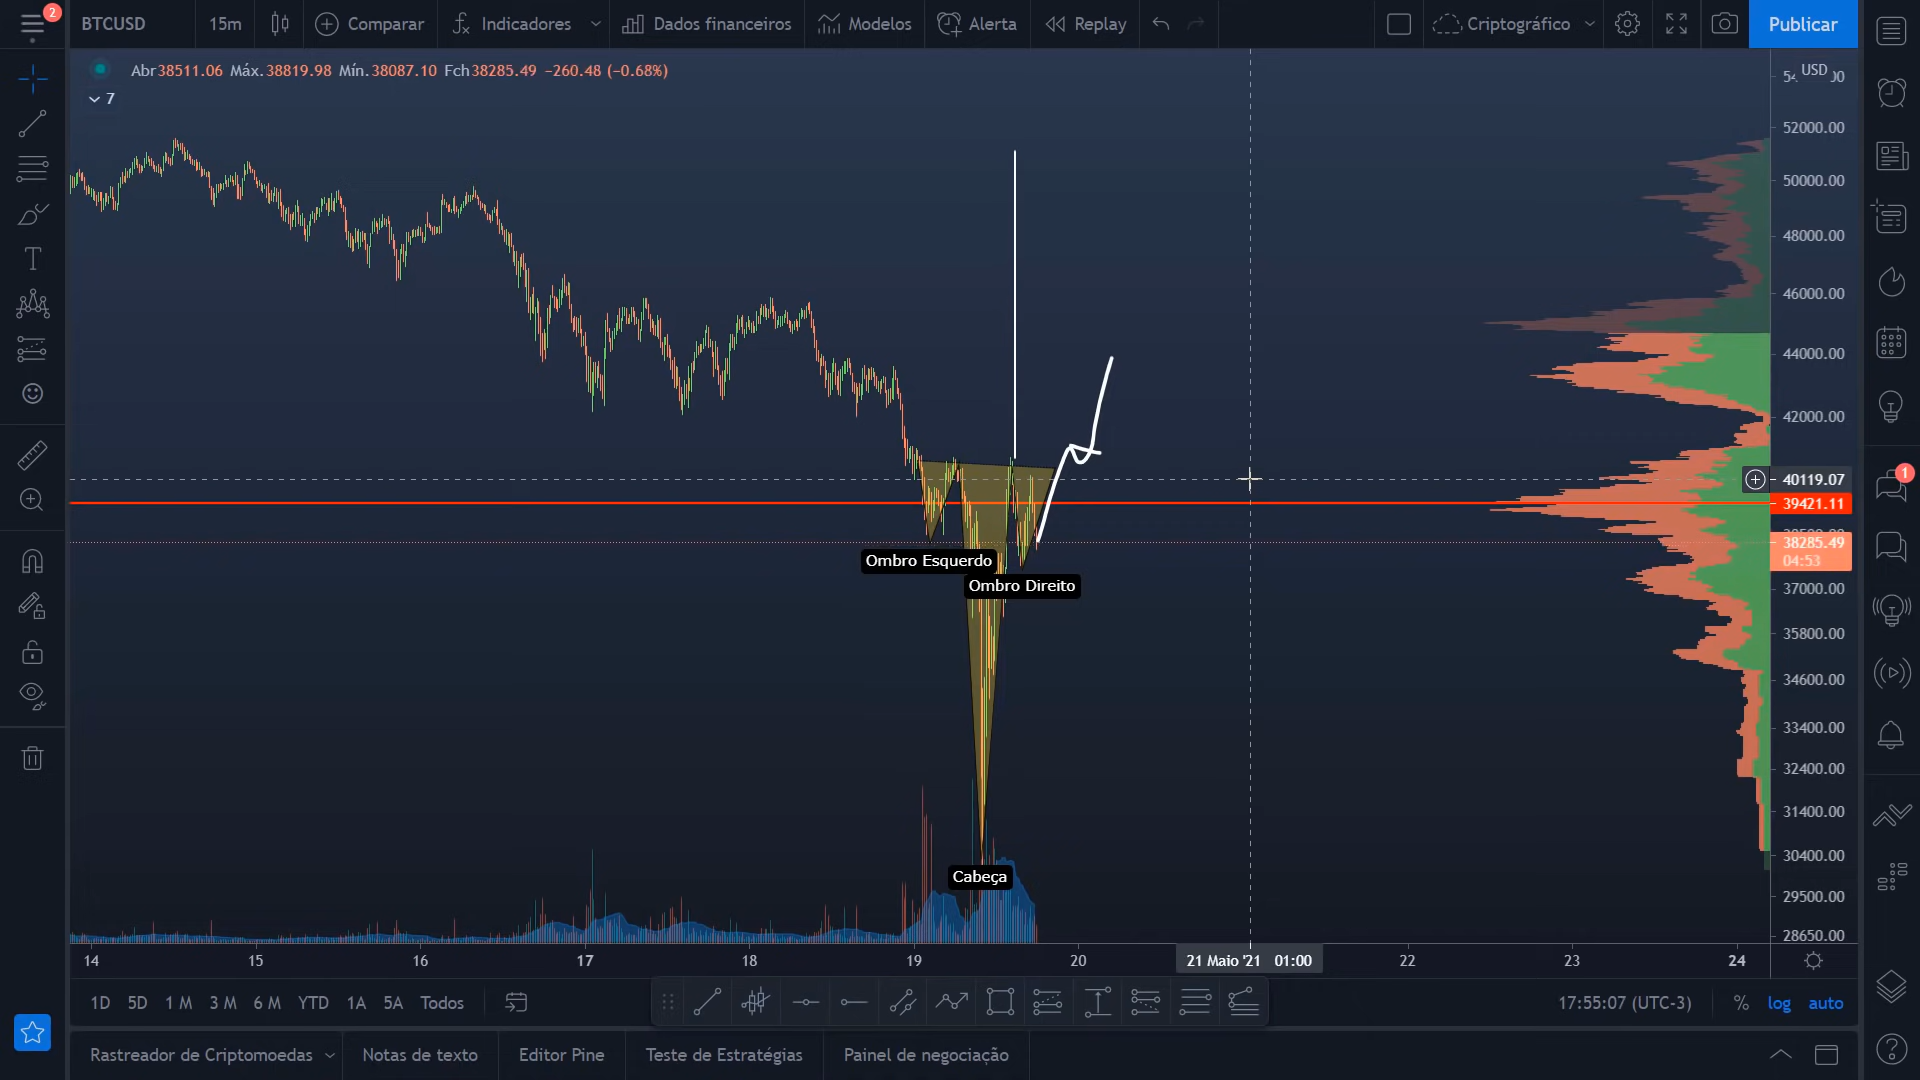 2
BTCUSD
15m
Comparar
Indicadores
Dados financeiros
Modelos
Alerta
Replay
Criptográfico
Publicar
Abr38511.06 Máx.38819.98 Mín.38087.10 Fch38285.49 −260.48 (−0.68%)
7
USD
52000.00
50000.00
48000.00
46000.00
44000.00
42000.00
40119.07
39421.11
38285.49
04:53
37000.00
35800.00
34600.00
33400.00
32400.00
31400.00
30400.00
29500.00
28650.00
1
Ombro Esquerdo
Ombro Direito
Cabeça
14 15 16 17 18 19 20 21 Maio '21 01:00 22 23 24
1D 5D 1 M 3 M 6 M YTD 1A 5A Todos
17:55:07 (UTC-3) % log auto
Rastreador de Criptomoedas Notas de texto Editor Pine Teste de Estratégias Painel de negociação